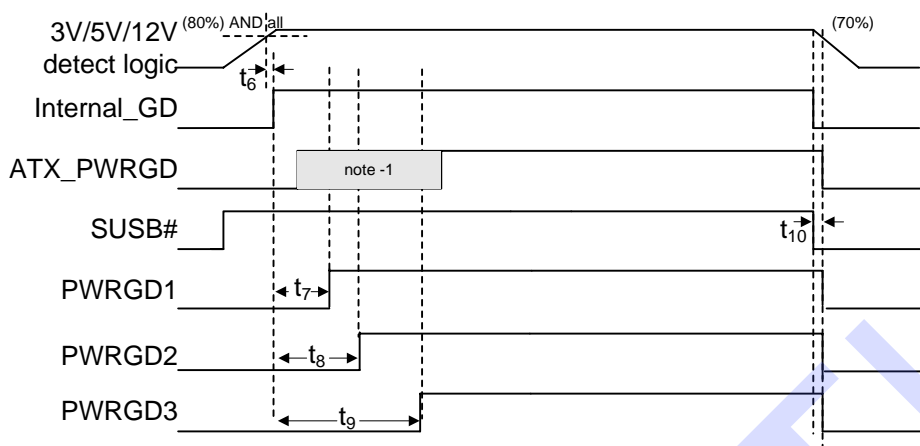 3V/5V/12V (80%) AND all (70%)
detect logic
t6
Internal_GD
ATX_PWRGD note -1
SUSB# t10
PWRGD1 t7
PWRGD2 t8
PWRGD3 t9